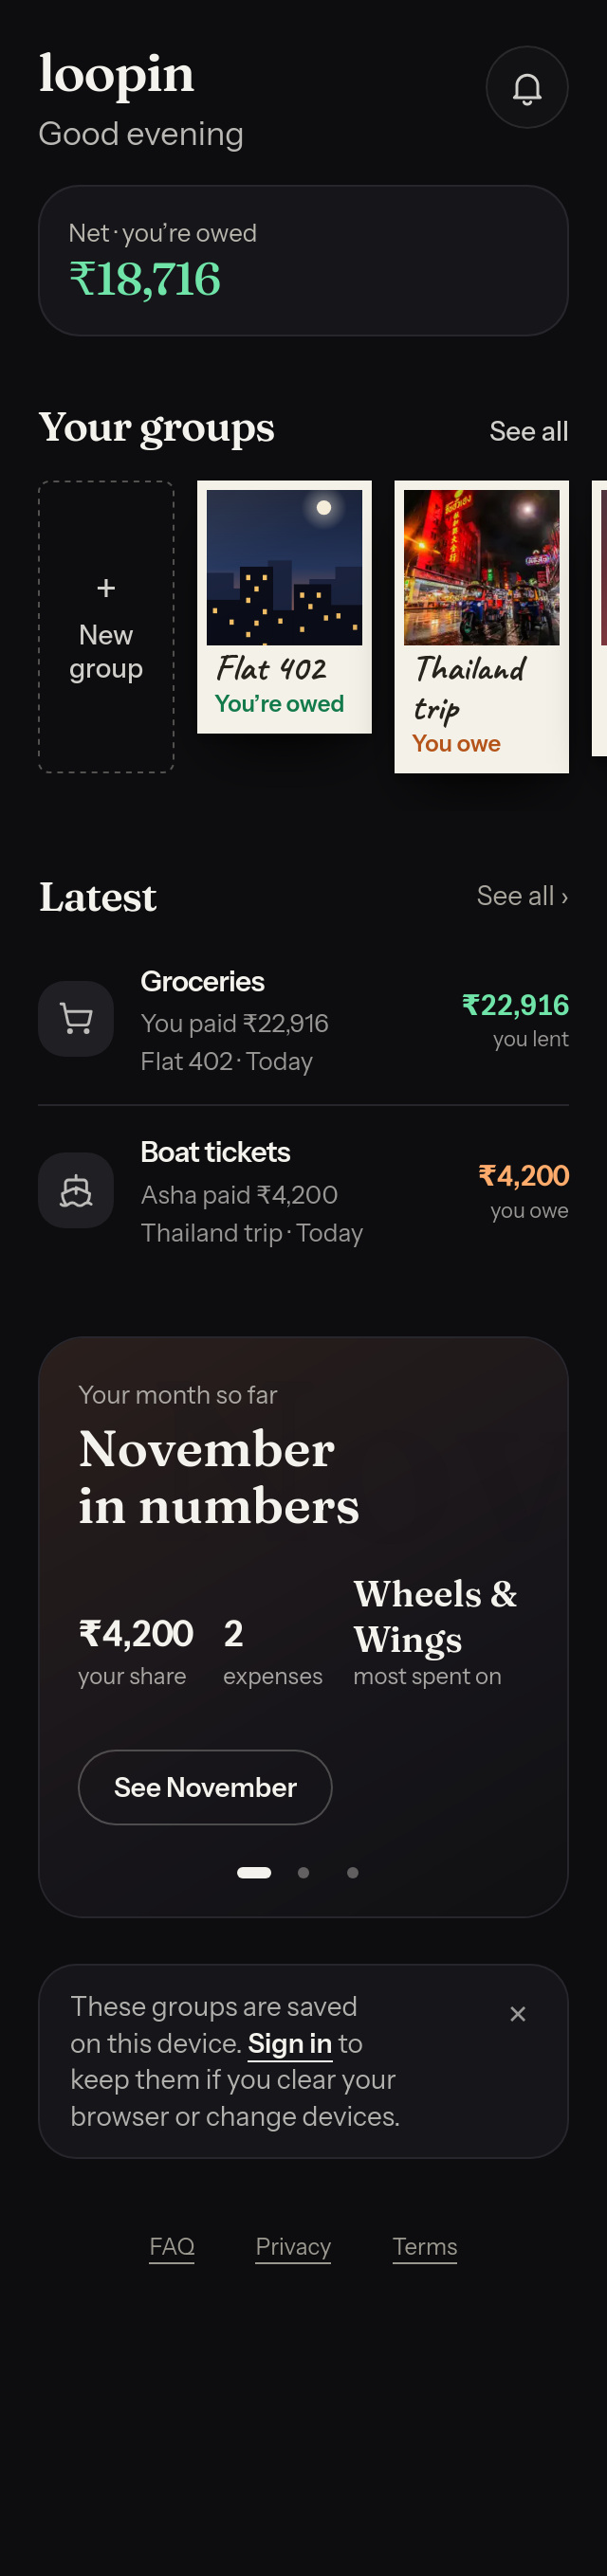 loopin
Good evening
Net · you’re owed
₹18,716
Your groups
See all
+
New
group
Flat 402
You’re owed
Thailand
trip
You owe
Latest
See all ›
Groceries
You paid ₹22,916
Flat 402 · Today
₹22,916
you lent
Boat tickets
Asha paid ₹4,200
Thailand trip · Today
₹4,200
you owe
Your month so far
November
in numbers
₹4,200
your share
2
expenses
Wheels &
Wings
most spent on
See November
These groups are saved
on this device. Sign in to
keep them if you clear your
browser or change devices.
×
FAQ
Privacy
Terms